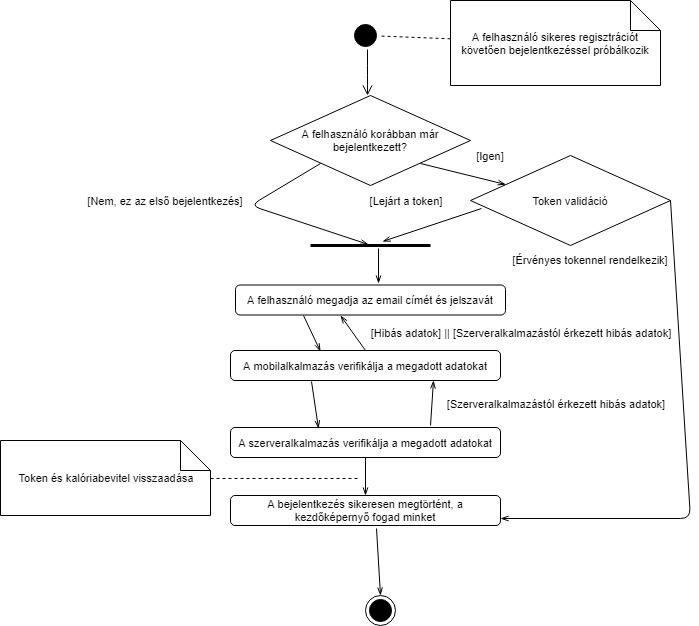 A felhasználó sikeres regisztrációt
követően bejelentkezéssel próbálkozik
A felhasználó korábban már
bejelentkezett?
[Igen]
[Nem, ez az első bejelentkezés]
[Lejárt a token]
Token validáció
[Érvényes tokennel rendelkezik]
A felhasználó megadja az email címét és jelszavát
[Hibás adatok] || [Szerveralkalmazástól érkezett hibás adatok]
A mobilalkalmazás verifikálja a megadott adatokat
[Szerveralkalmazástól érkezett hibás adatok]
A szerveralkalmazás verifikálja a megadott adatokat
Token és kalóriabevitel visszaadása
A bejelentkezés sikeresen megtörtént, a
kezdőképernyő fogad minket